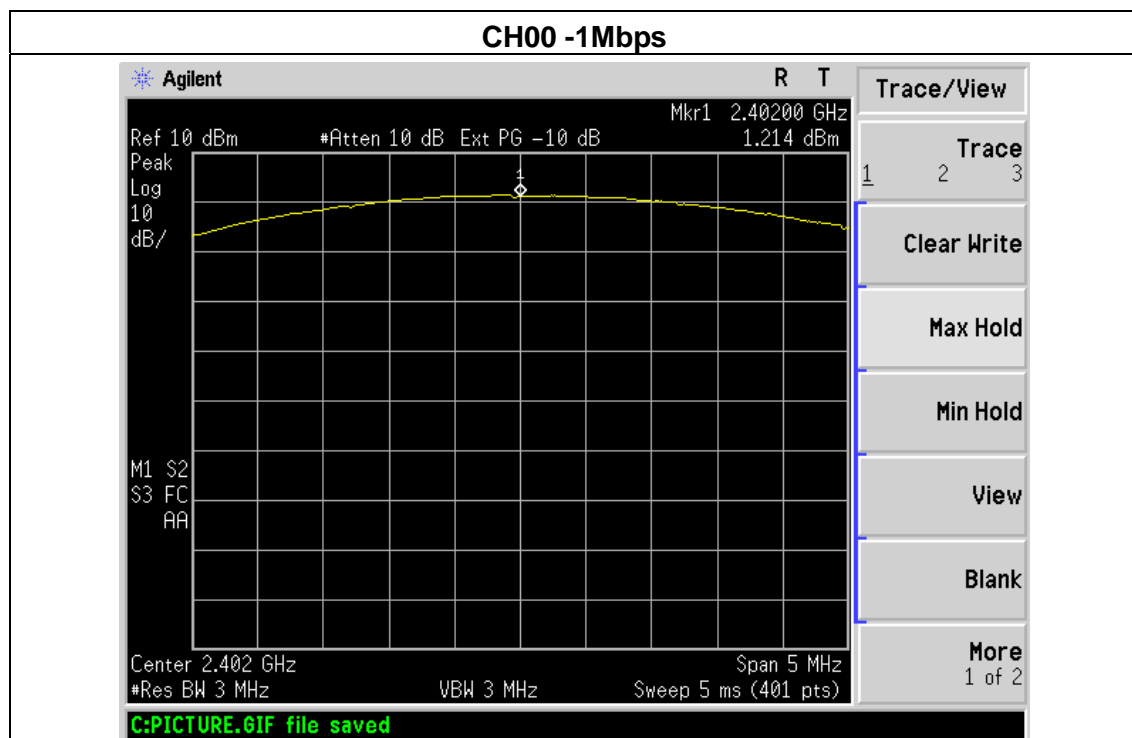 CH00 -1Mbps
Agilent R T
Trace/View
Mkr1 2.40200 GHz
Ref 10 dBm #Atten 10 dB Ext PG -10 dB 1.214 dBm
Peak
Log
10
dB/
1
M1 S2
S3 FC
AA
Center 2.402 GHz Span 5 MHz
#Res BW 3 MHz VBW 3 MHz Sweep 5 ms (401 pts)
C:PICTURE.GIF file saved
Trace
1 2 3
Clear Write
Max Hold
Min Hold
View
Blank
More
1 of 2